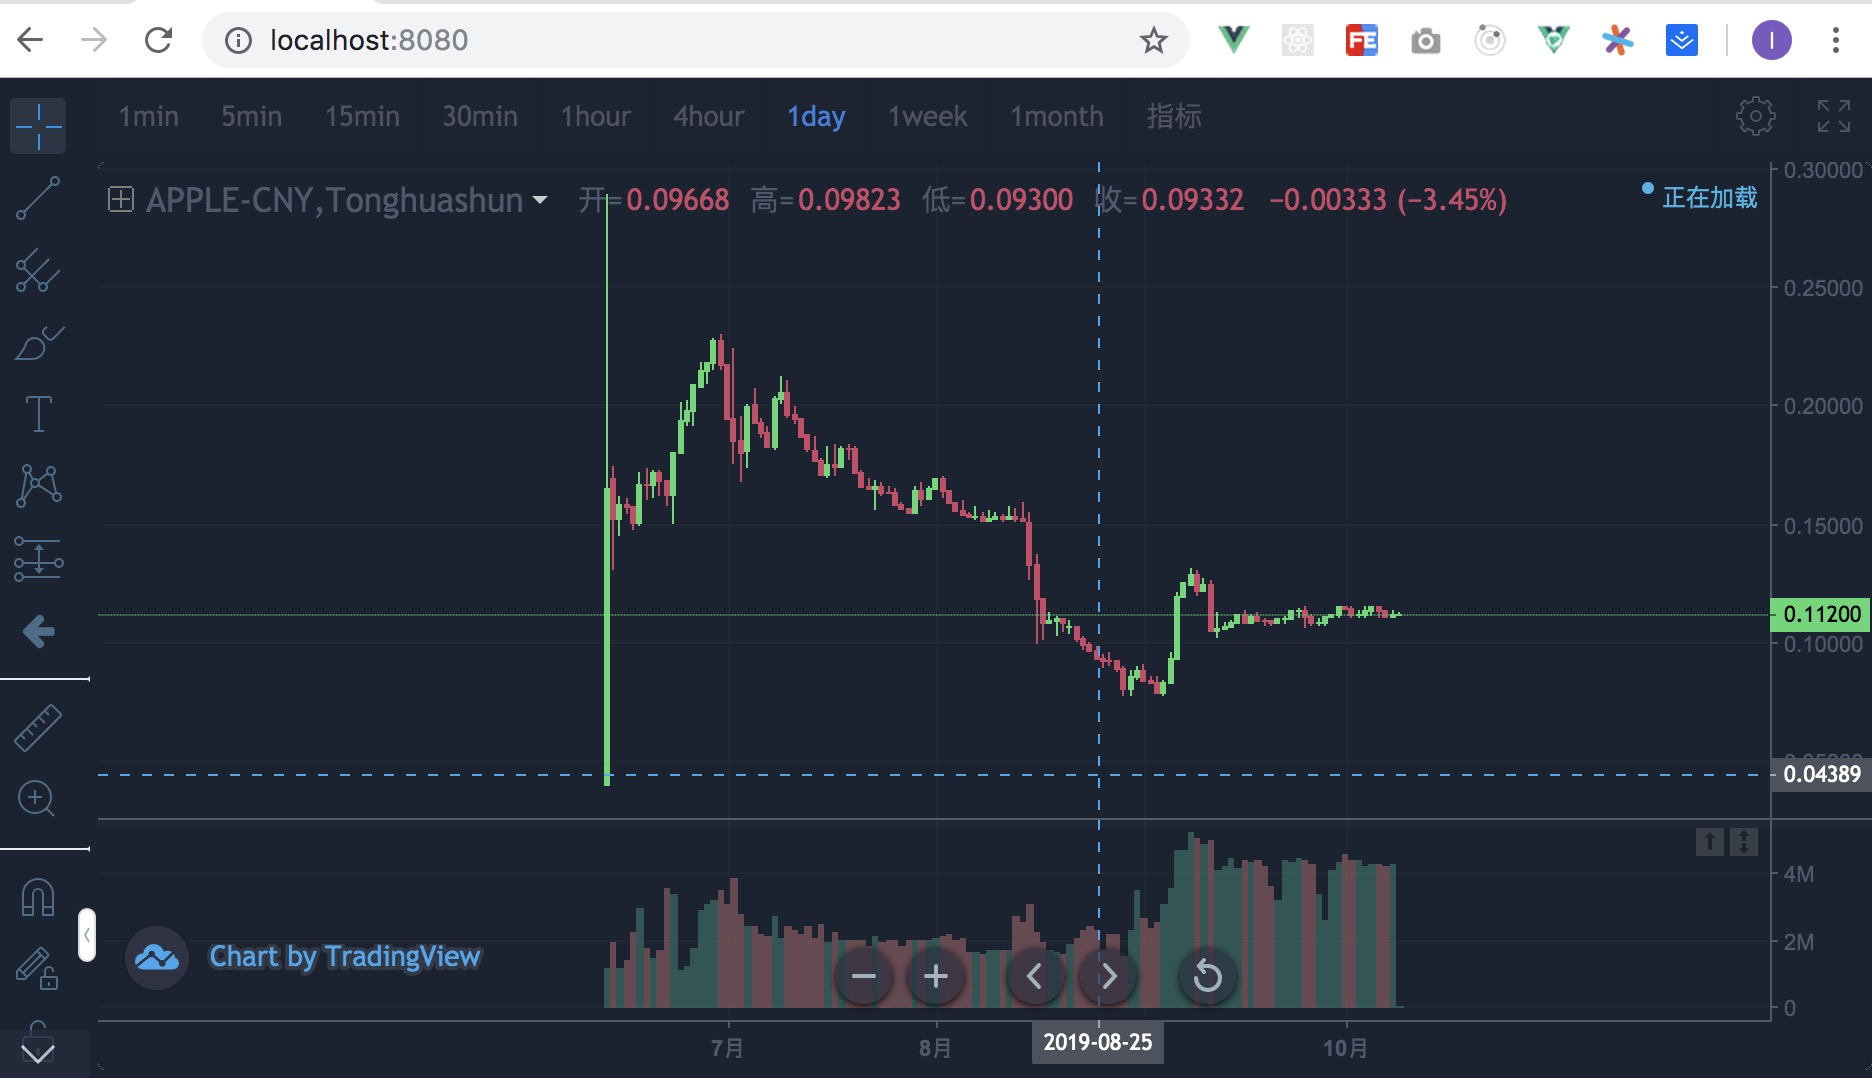 localhost:8080
FE
I
1min 5min 15min 30min 1hour 4hour 1day 1week 1month 指标
APPLE-CNY,Tonghuashun 开=0.09668 高=0.09823 低=0.09300 收=0.09332 −0.00333 (−3.45%)
正在加载
0.30000
0.25000
0.20000
0.15000
0.11200
0.10000
0.04389
4M
2M
0
Chart by TradingView
7月 8月 2019-08-25 10月